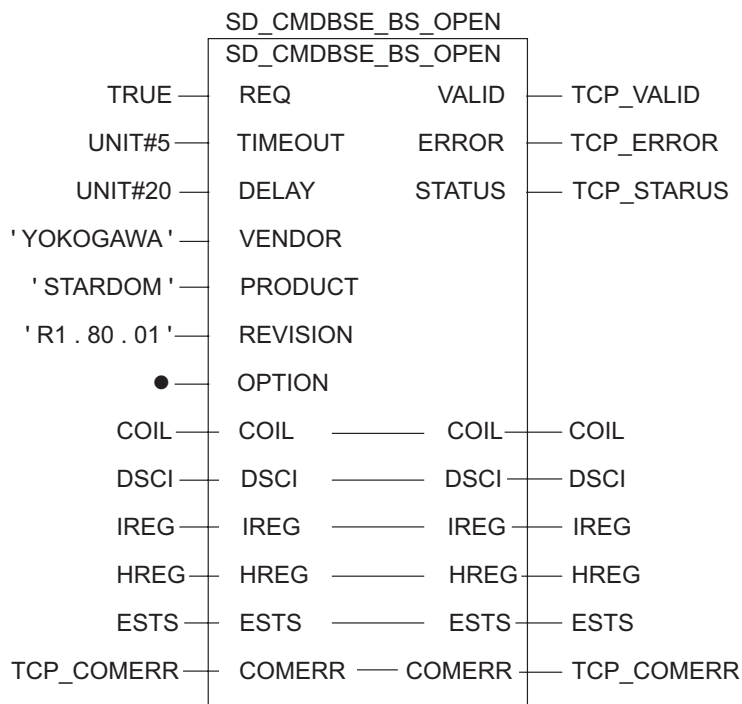 SD_CMDBSE_BS_OPEN
SD_CMDBSE_BS_OPEN
TRUE REQ VALID TCP_VALID
UNIT#5 TIMEOUT ERROR TCP_ERROR
UNIT#20 DELAY STATUS TCP_STARUS
' YOKOGAWA ' VENDOR
' STARDOM ' PRODUCT
' R1 . 80 . 01 ' REVISION
OPTION
COIL COIL COIL COIL
DSCI DSCI DSCI DSCI
IREG IREG IREG IREG
HREG HREG HREG HREG
ESTS ESTS ESTS ESTS
TCP_COMERR COMERR COMERR TCP_COMERR